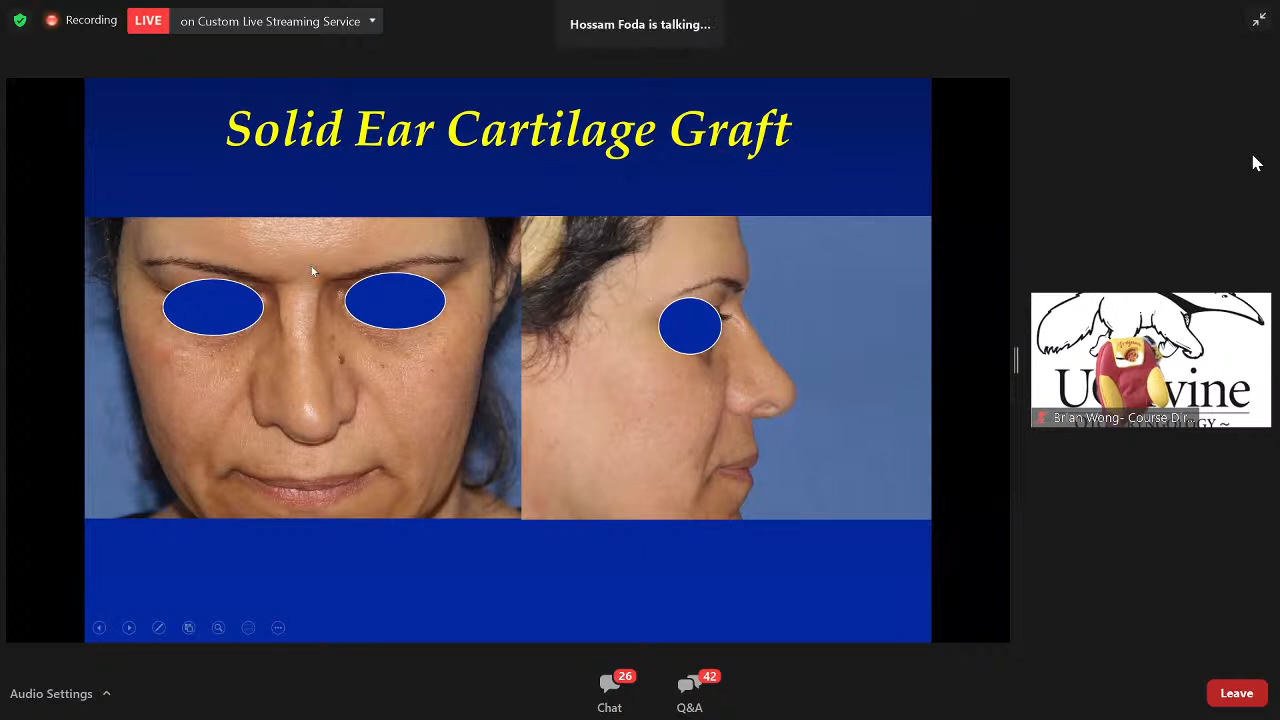 Recording
LIVE
on Custom Live Streaming Service
Hossam Foda is talking...
Solid Ear Cartilage Graft
Brian Wong- Course Dir...
26
42
Chat
Q&A
Audio Settings
Leave